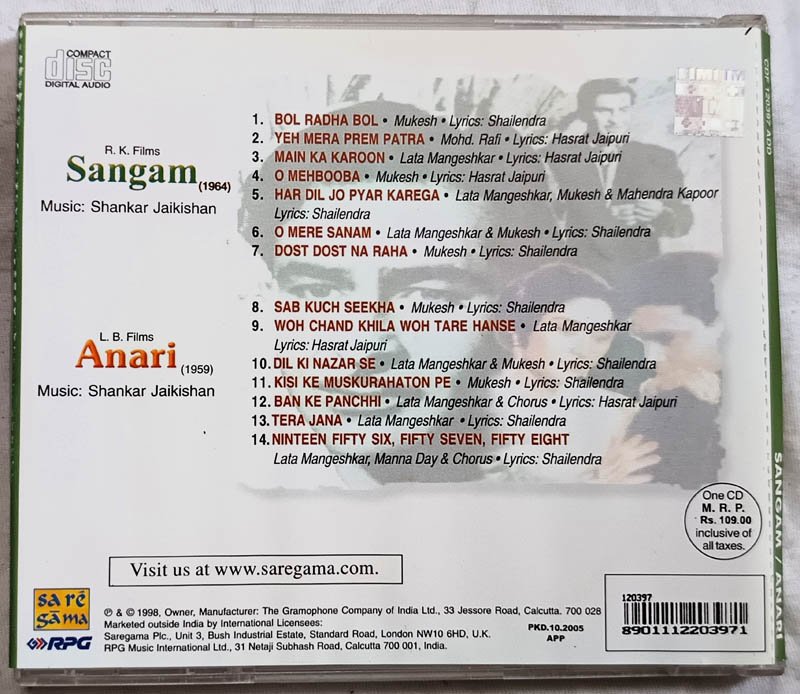 COMPACT
disc
DIGITAL AUDIO
R. K. Films
Sangam (1964)
Music: Shankar Jaikishan
1. BOL RADHA BOL • Mukesh • Lyrics: Shailendra
2. YEH MERA PREM PATRA • Mohd. Rafi • Lyrics: Hasrat Jaipuri
3. MAIN KA KAROON • Lata Mangeshkar • Lyrics: Hasrat Jaipuri
4. O MEHBOOBA • Mukesh • Lyrics: Hasrat Jaipuri
5. HAR DIL JO PYAR KAREGA • Lata Mangeshkar, Mukesh & Mahendra Kapoor
Lyrics: Shailendra
6. O MERE SANAM • Lata Mangeshkar & Mukesh • Lyrics: Shailendra
7. DOST DOST NA RAHA • Mukesh • Lyrics: Shailendra
L. B. Films
Anari (1959)
Music: Shankar Jaikishan
8. SAB KUCH SEEKHA • Mukesh • Lyrics: Shailendra
9. WOH CHAND KHILA WOH TARE HANSE • Lata Mangeshkar
Lyrics: Hasrat Jaipuri
10. DIL KI NAZAR SE • Lata Mangeshkar & Mukesh • Lyrics: Shailendra
11. KISI KE MUSKURAHATON PE • Mukesh • Lyrics: Shailendra
12. BAN KE PANCHHI • Lata Mangeshkar & Chorus • Lyrics: Hasrat Jaipuri
13. TERA JANA • Lata Mangeshkar • Lyrics: Shailendra
14. NINTEEN FIFTY SIX, FIFTY SEVEN, FIFTY EIGHT
Lata Mangeshkar, Manna Day & Chorus • Lyrics: Shailendra
One CD
M. R. P.
Rs. 109.00
inclusive of
all taxes.
Visit us at www.saregama.com.
sa rē
gāma
RPG
℗ & © 1998, Owner, Manufacturer: The Gramophone Company of India Ltd., 33 Jessore Road, Calcutta. 700 028
Marketed outside India by International Licensees:
Saregama Plc., Unit 3, Bush Industrial Estate, Standard Road, London NW10 6HD, U.K.
RPG Music International Ltd., 31 Netaji Subhash Road, Calcutta 700 001, India.
PKD.10.2005
APP
120397
8901112203971
CDF 120397 ADD
SANGAM / ANARI